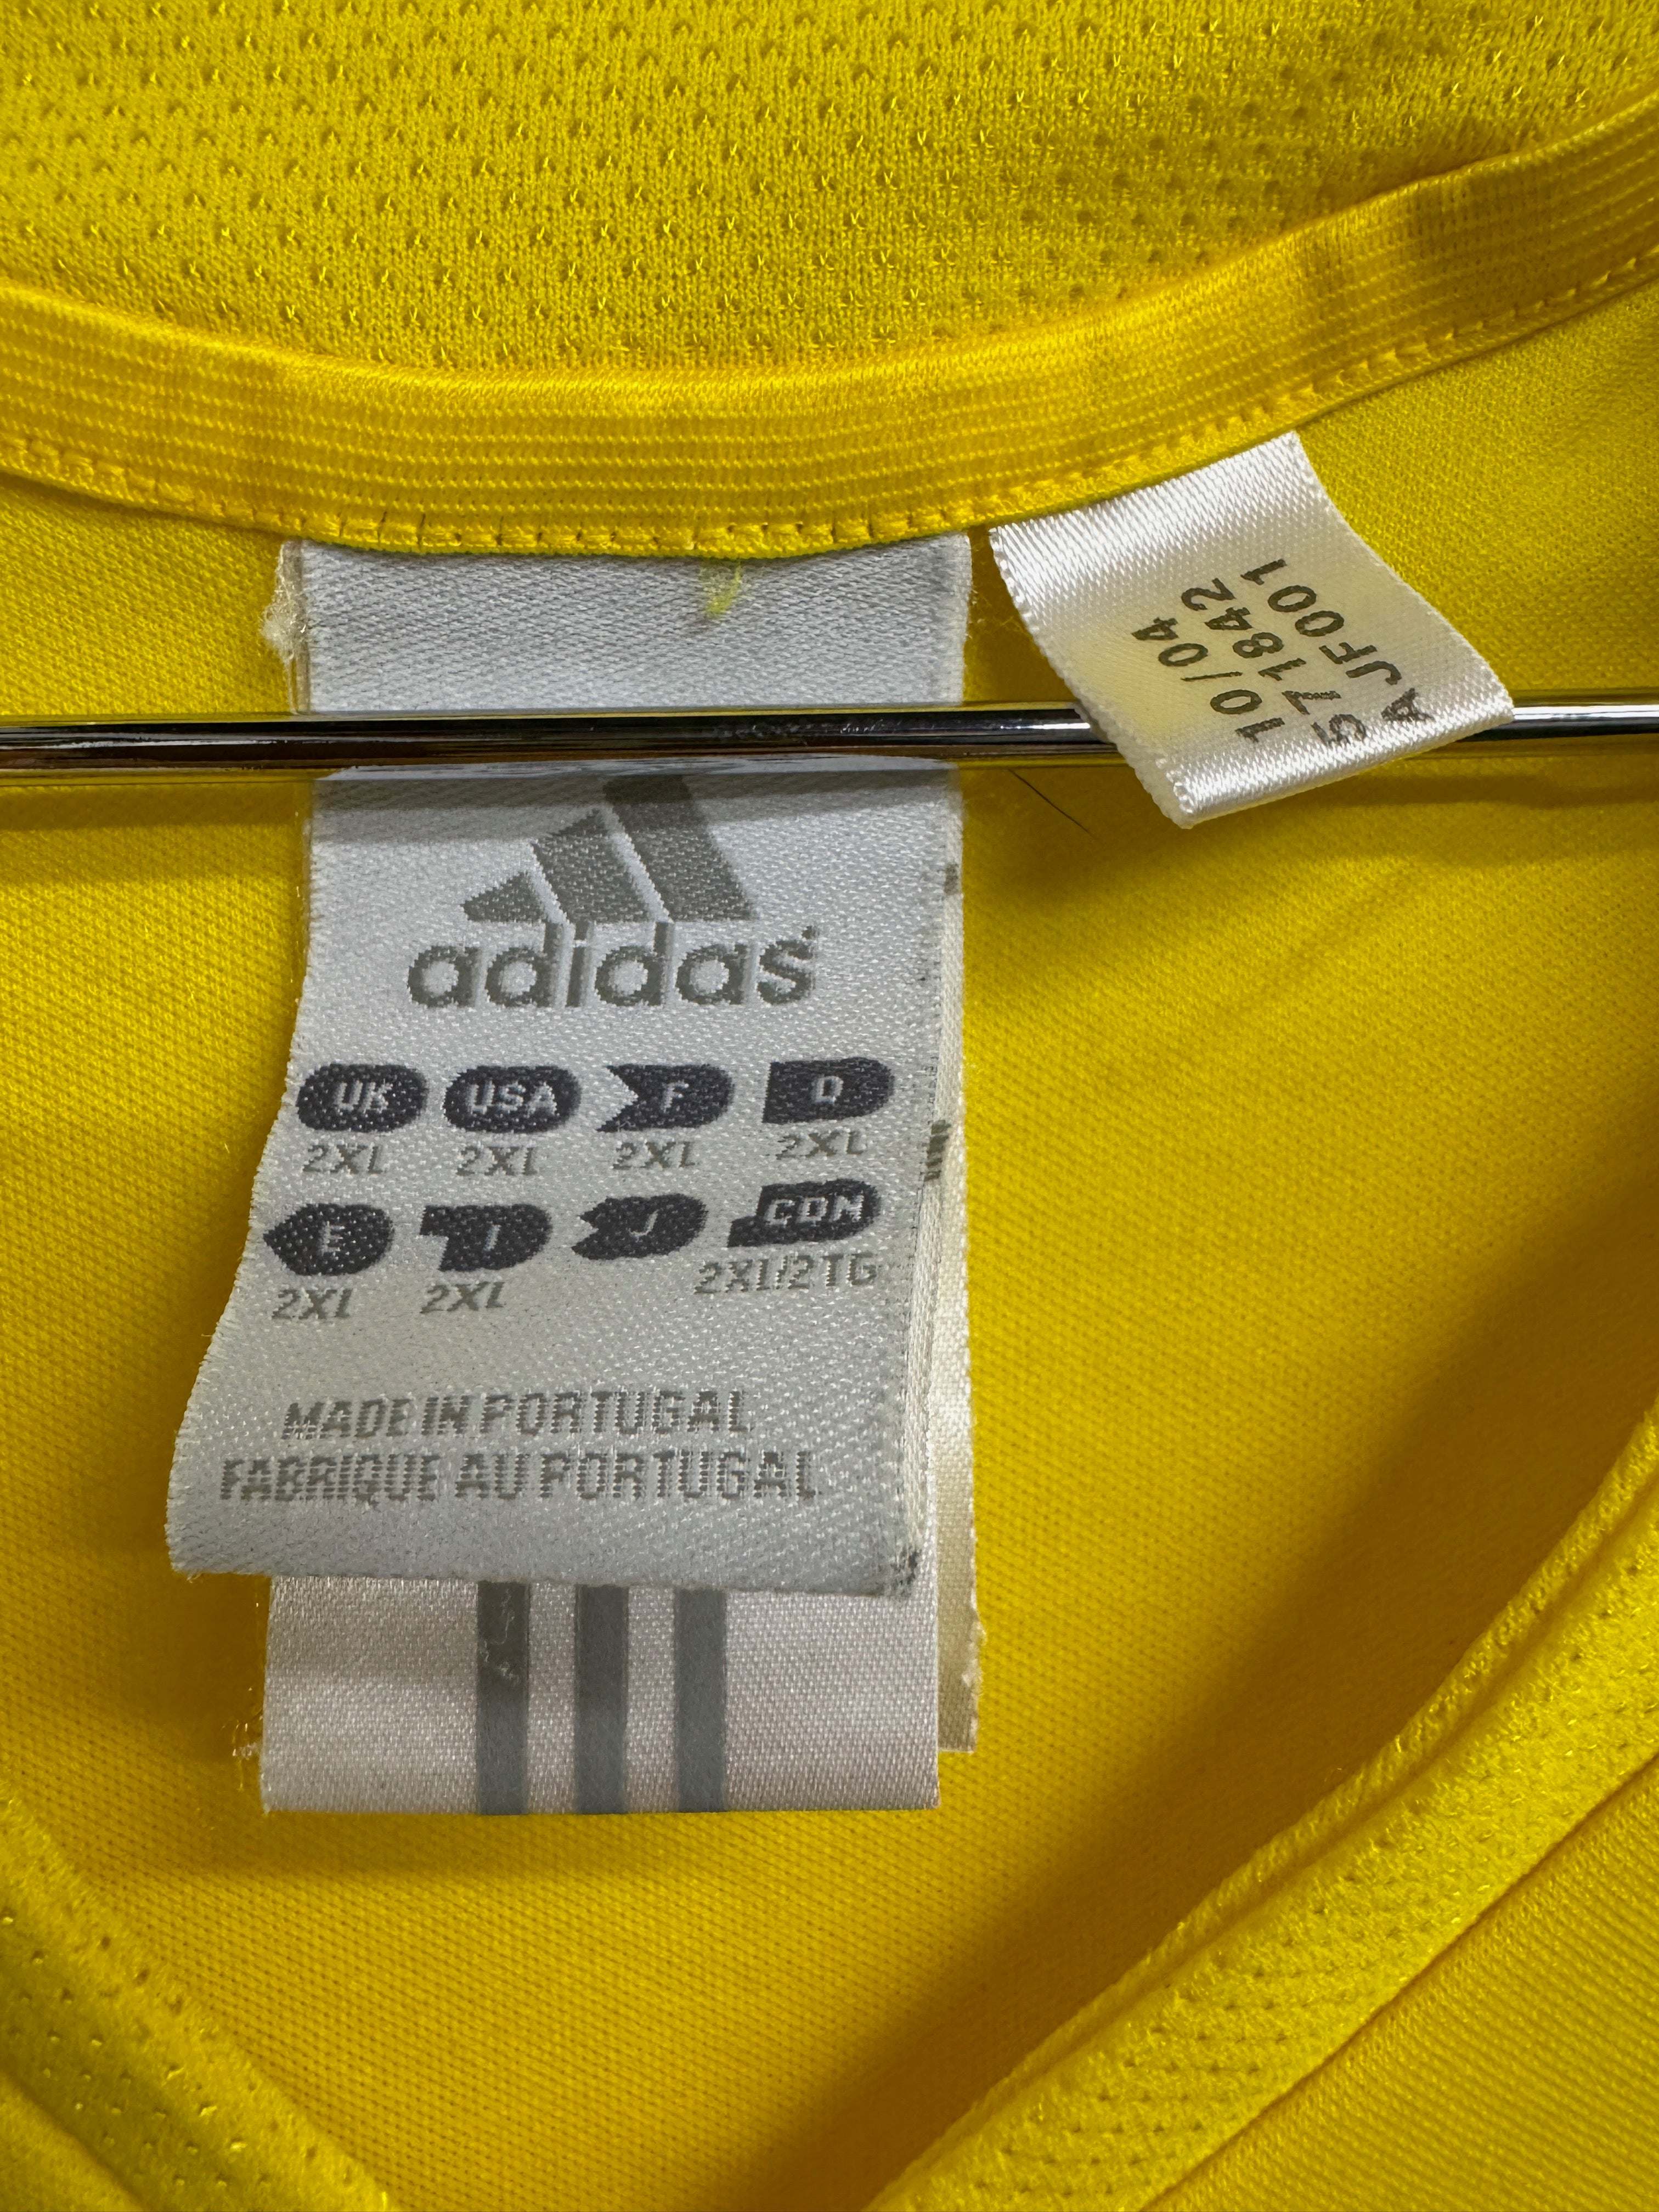 10/04
571842
AJF001
adidas
UK USA F D
2XL 2XL 2XL 2XL
E I J CDN
2XL 2XL 2XL/2TG
MADE IN PORTUGAL
FABRIQUE AU PORTUGAL